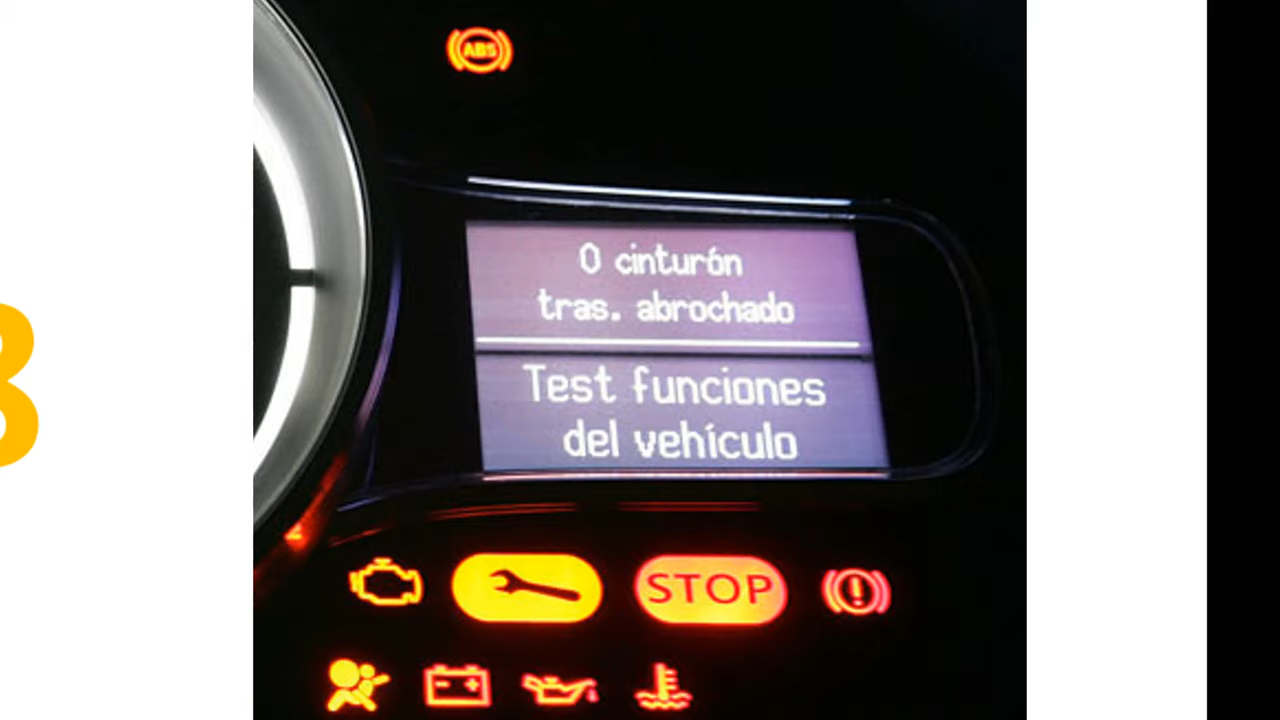 ABS
0 cinturón
tras. abrochado
Test funciones
del vehículo
STOP